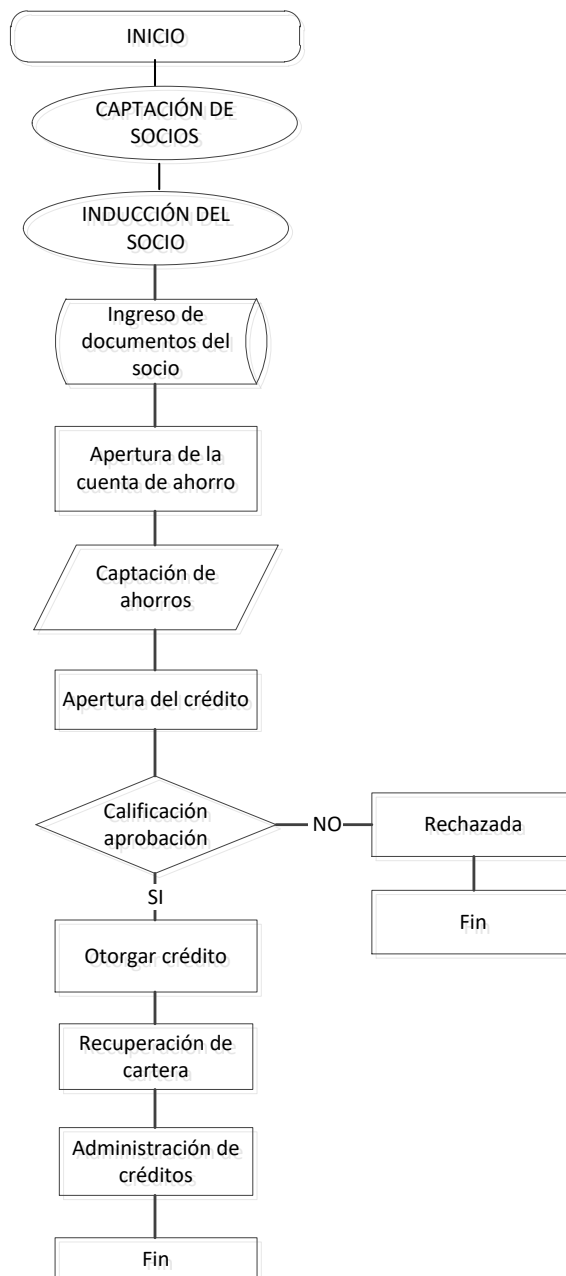 INICIO
CAPTACIÓN DE
SOCIOS
INDUCCIÓN DEL
SOCIO
Ingreso de
documentos del
socio
Apertura de la
cuenta de ahorro
Captación de
ahorros
Apertura del crédito
Calificación
aprobación
NO
Rechazada
SI
Fin
Otorgar crédito
Recuperación de
cartera
Administración de
créditos
Fin